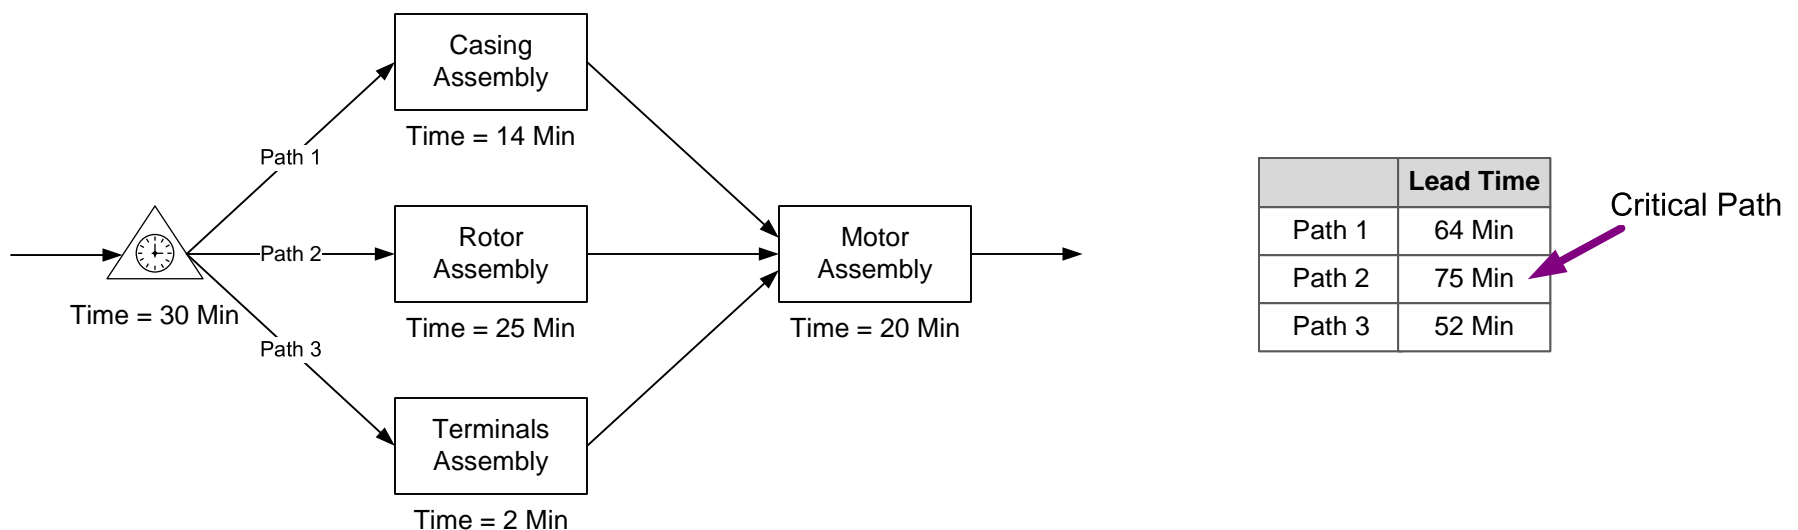 Casing
Assembly
Time = 14 Min
Path 1
Path 2
Path 3
Time = 30 Min
Rotor
Assembly
Time = 25 Min
Terminals
Assembly
Time = 2 Min
Motor
Assembly
Time = 20 Min
Lead Time
Path 1 64 Min
Path 2 75 Min
Path 3 52 Min
Critical Path